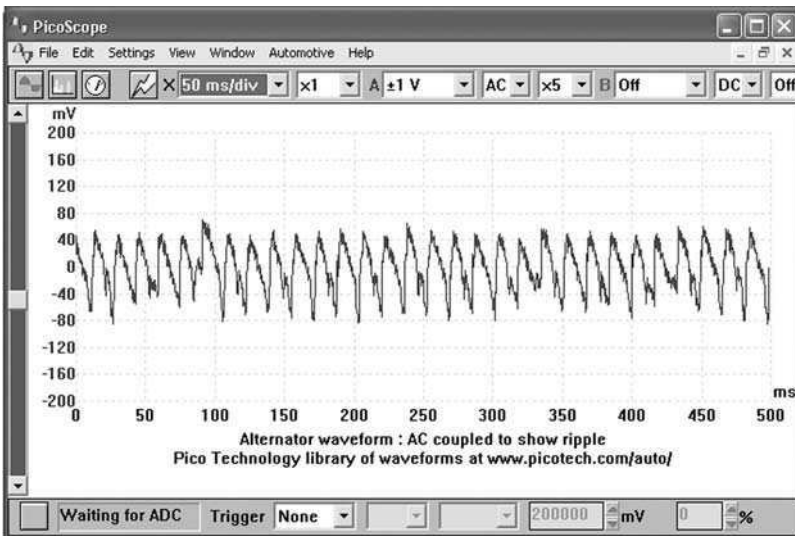 PicoScope
File Edit Settings View Window Automotive Help
X 50 ms/div x1 A ±1 V AC x5 B Off DC Off
mV
200
160
120
80
40
0
-40
-80
-120
-160
-200
ms
0 50 100 150 200 250 300 350 400 450 500
Alternator waveform : AC coupled to show ripple
Pico Technology library of waveforms at www.picotech.com/auto/
Waiting for ADC Trigger None 200000 mV 0 %